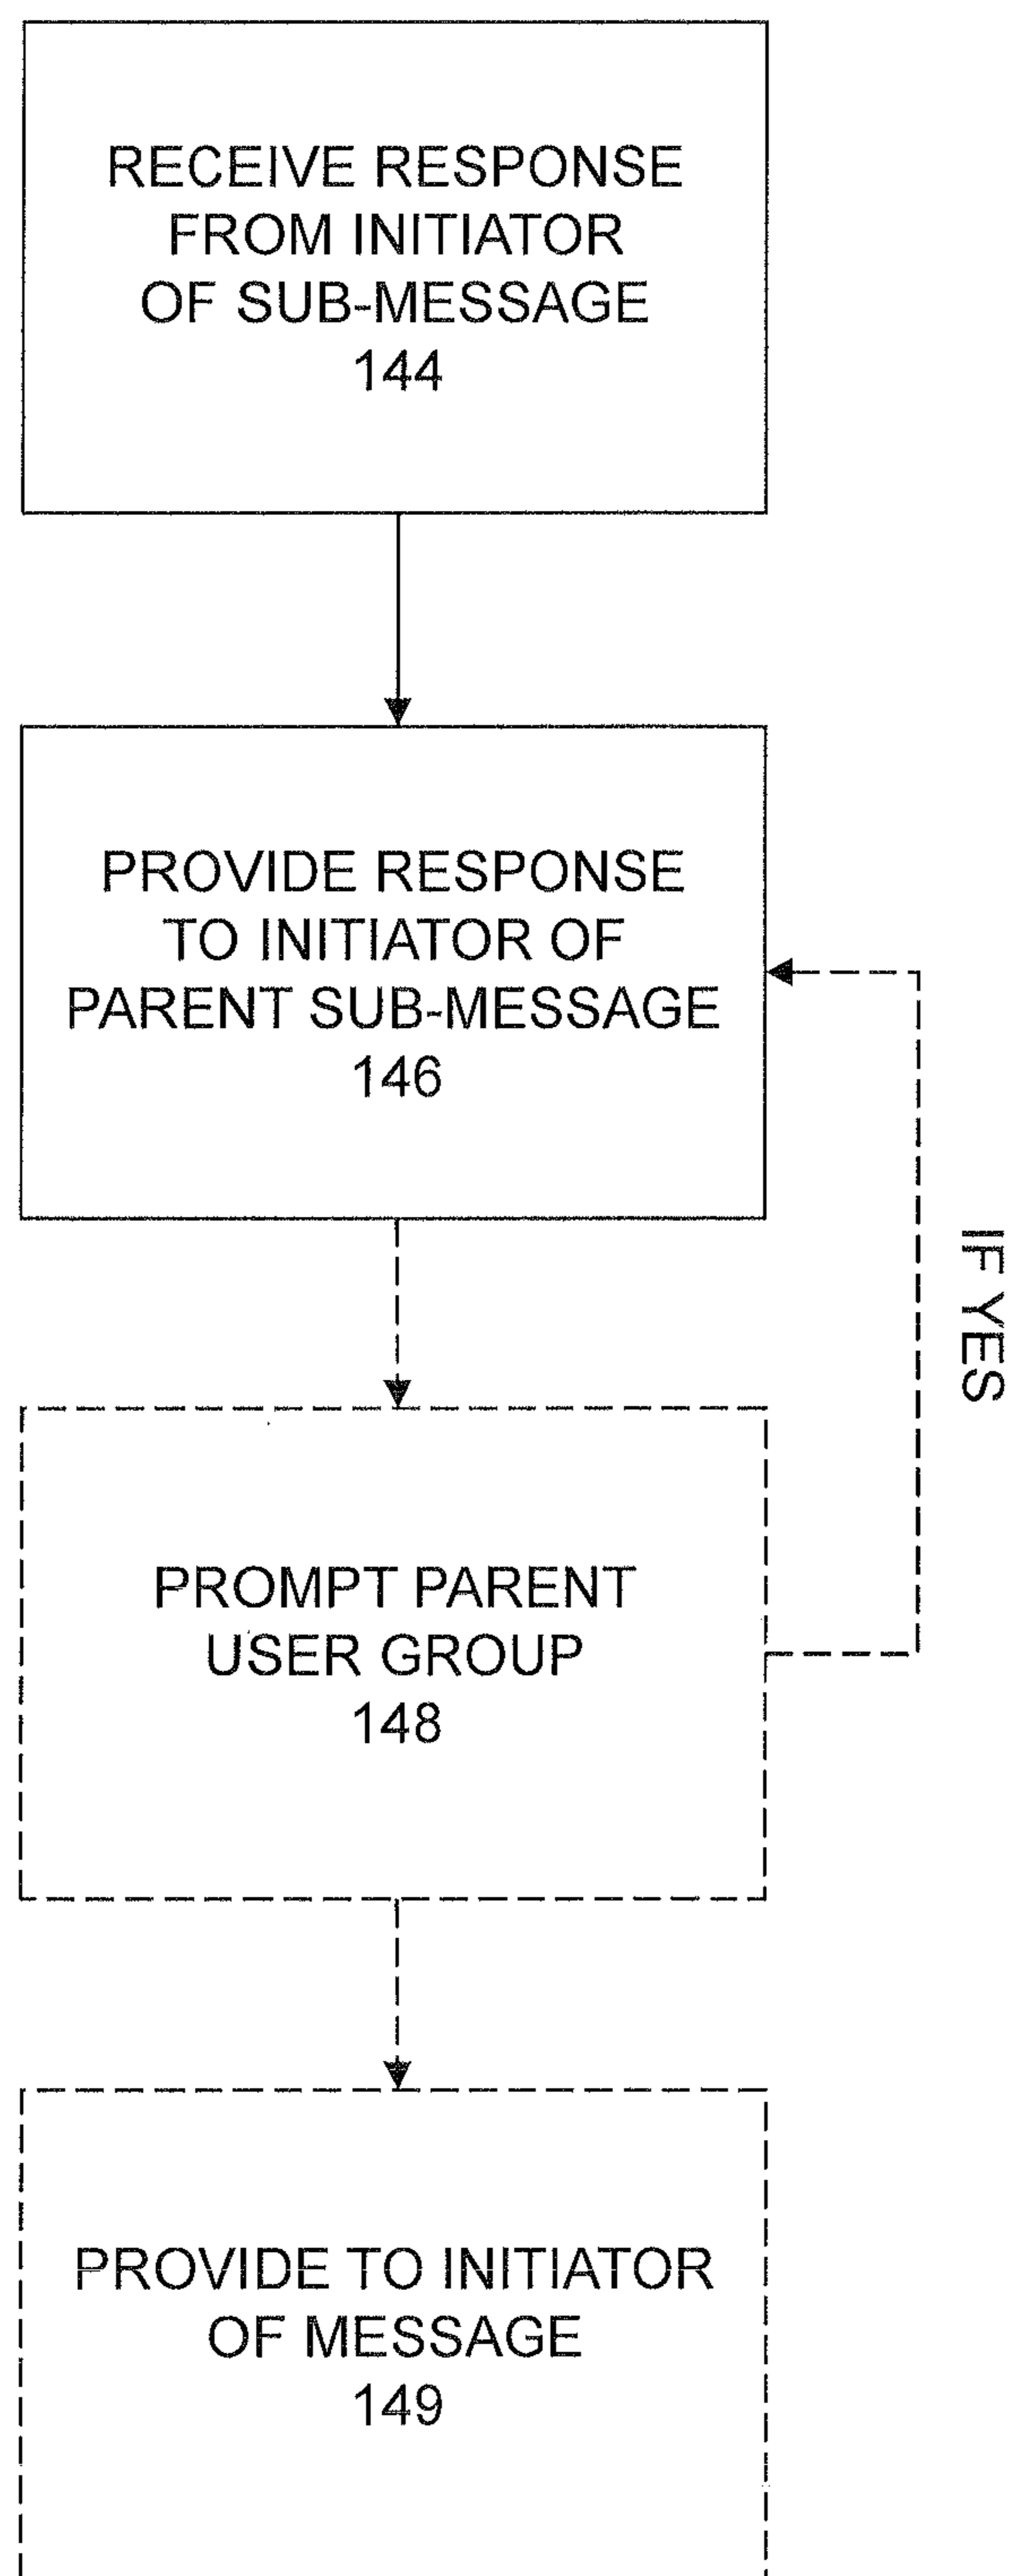 RECEIVE RESPONSE
FROM INITIATOR
OF SUB-MESSAGE
144
PROVIDE RESPONSE
TO INITIATOR OF
PARENT SUB-MESSAGE
146
IF YES
PROMPT PARENT
USER GROUP
148
PROVIDE TO INITIATOR
OF MESSAGE
149